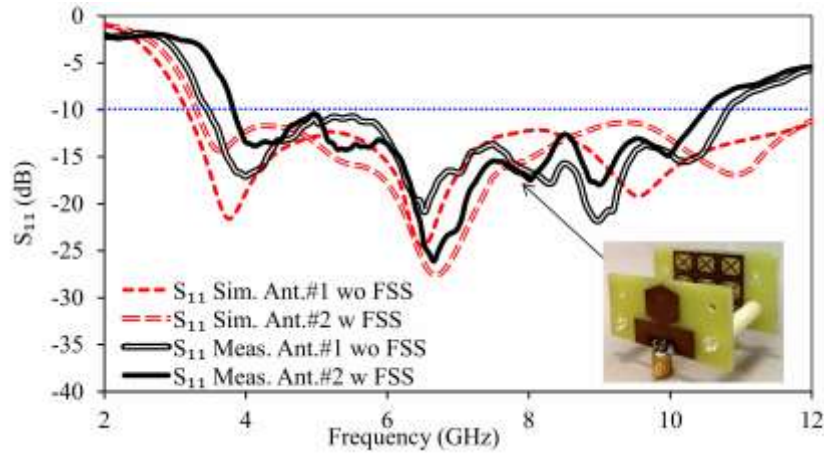 0
-5
-10
-15
-20
-25
-30
-35
-40
S₁₁ (dB)
S₁₁ Sim. Ant.#1 wo FSS
S₁₁ Sim. Ant.#2 w FSS
S₁₁ Meas. Ant.#1 wo FSS
S₁₁ Meas. Ant.#2 w FSS
2 4 6 8 10 12
Frequency (GHz)